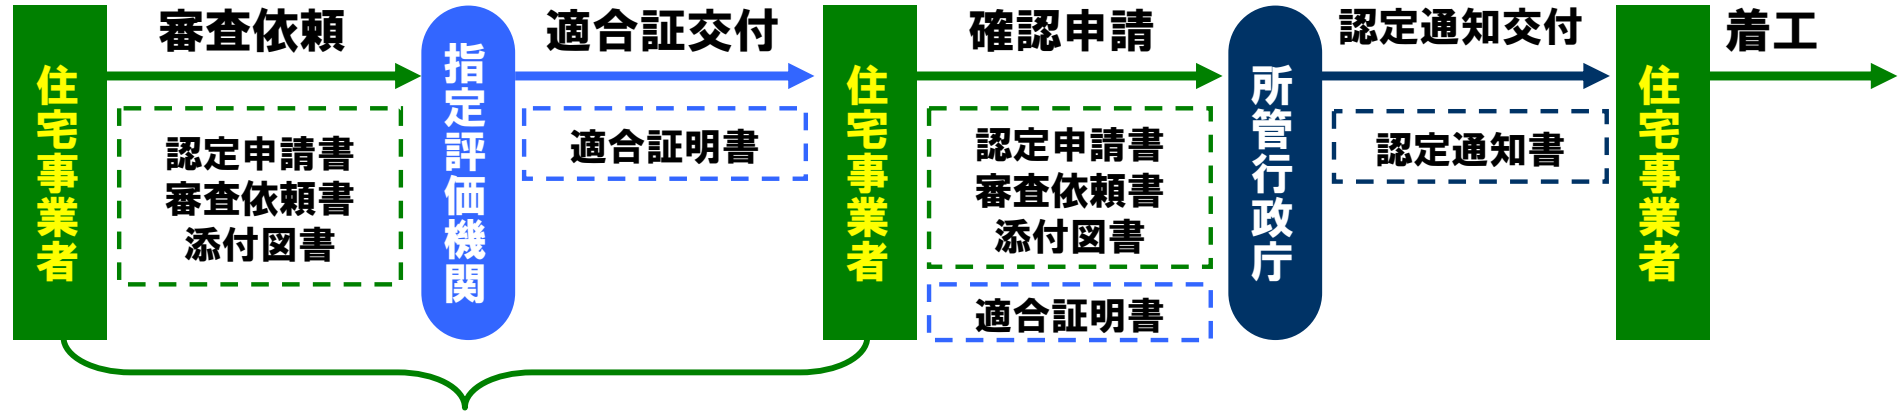 住宅事業者
審査依頼
認定申請書
審査依頼書
添付図書
指定評価機関
適合証交付
適合証明書
住宅事業者
確認申請
認定申請書
審査依頼書
添付図書
適合証明書
所管行政庁
認定通知交付
認定通知書
住宅事業者
着工